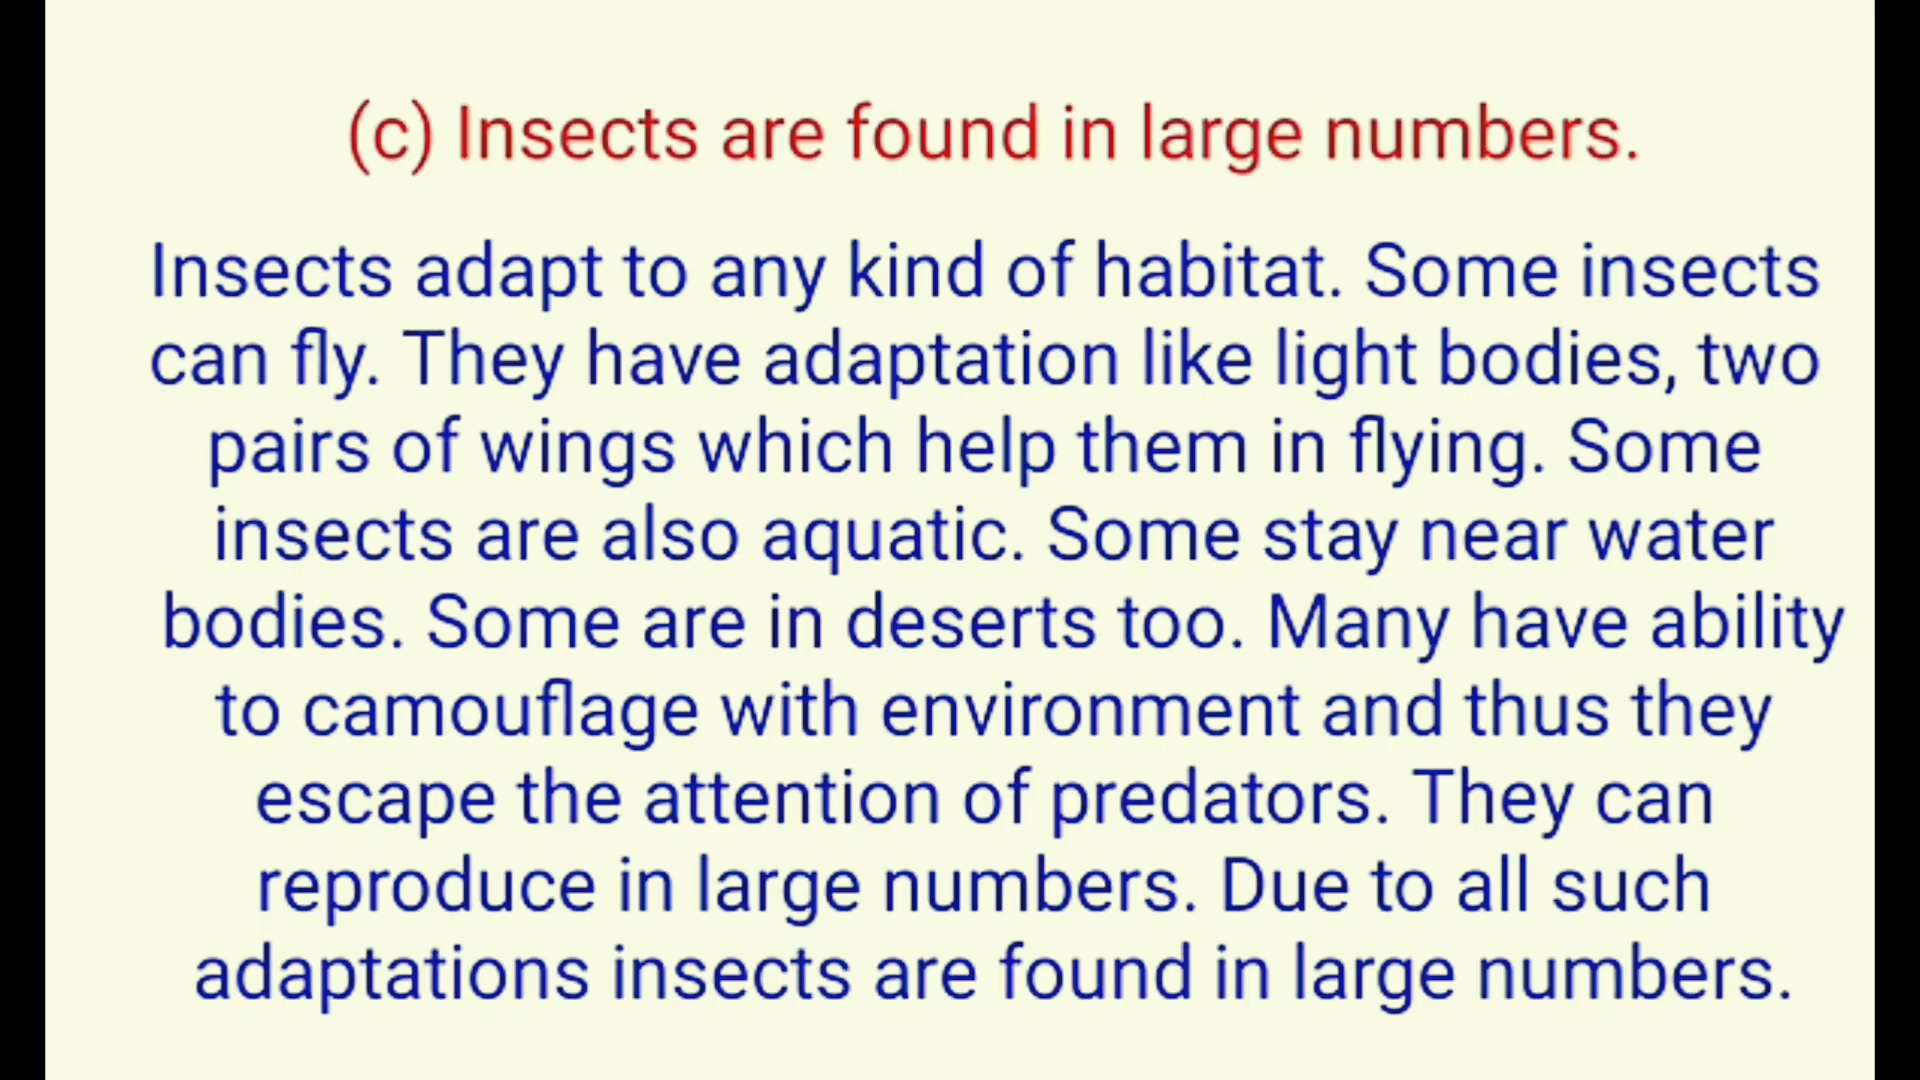 (c) Insects are found in large numbers.
Insects adapt to any kind of habitat. Some insects
can fly. They have adaptation like light bodies, two
pairs of wings which help them in flying. Some
insects are also aquatic. Some stay near water
bodies. Some are in deserts too. Many have ability
to camouflage with environment and thus they
escape the attention of predators. They can
reproduce in large numbers. Due to all such
adaptations insects are found in large numbers.